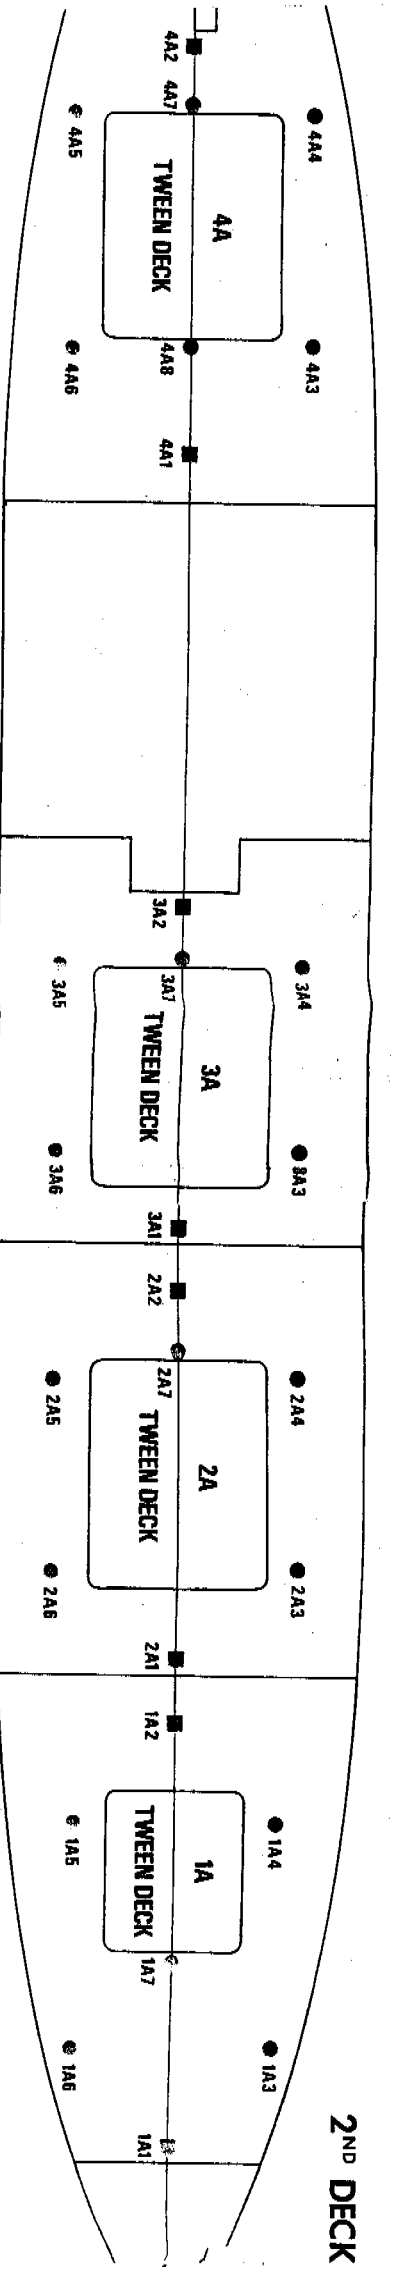 2ND DECK
4A4 4A3 3A4 8A3 2A4 2A3 1A4 1A3
4A 3A 2A 1A
4A2 4A7 4A8 4A1 3A2 3A7 3A1 2A2 2A7 2A1 1A2 1A7 1A1
TWEEN DECK TWEEN DECK TWEEN DECK TWEEN DECK
4A5 4A6 3A5 3A6 2A5 2A6 1A5 1A6